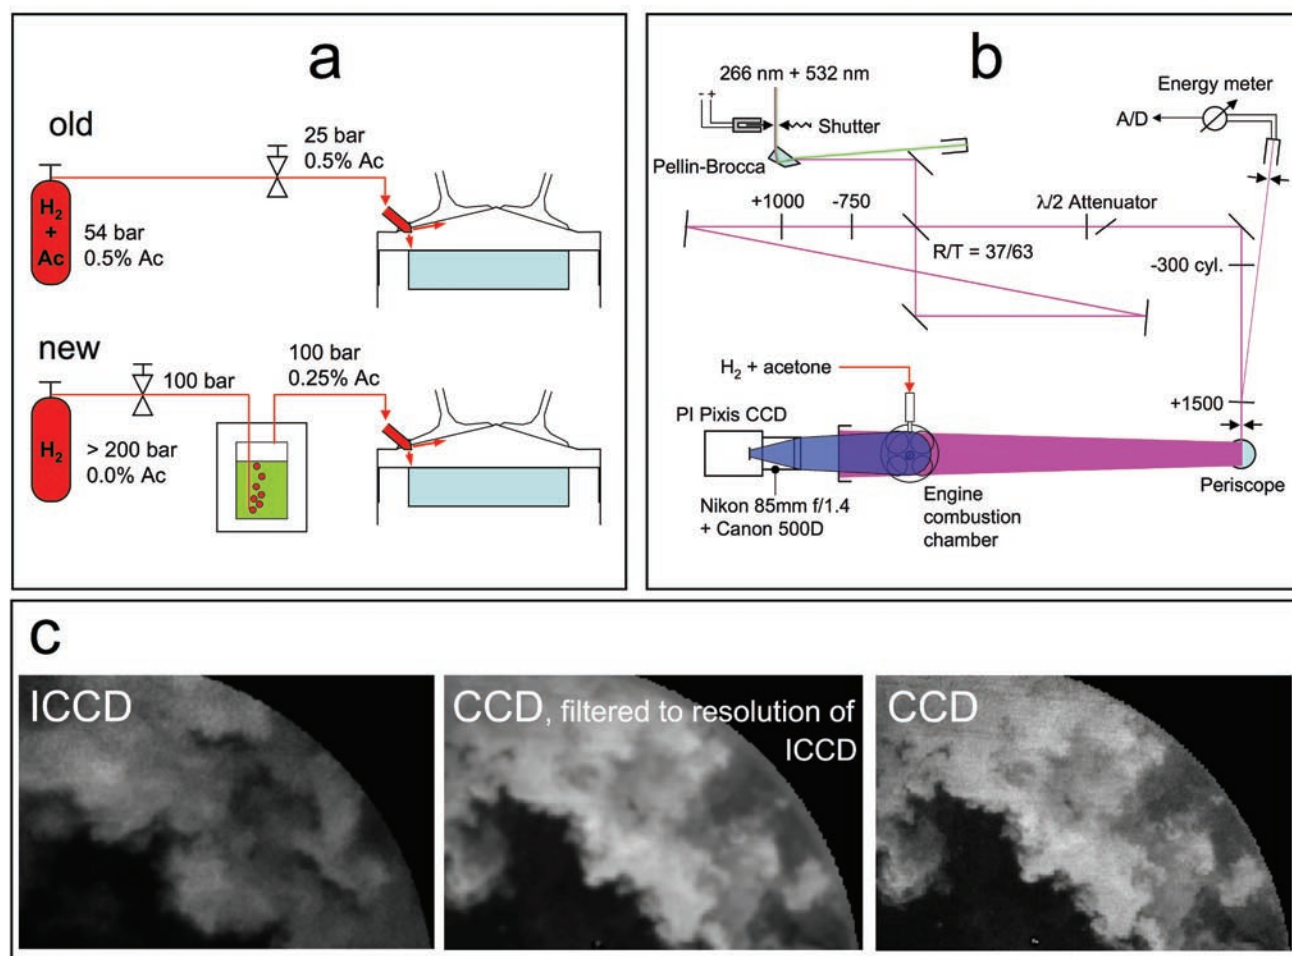 a
old
25 bar
0.5% Ac
H₂
+
Ac
54 bar
0.5% Ac
new
100 bar
100 bar
0.25% Ac
H₂
> 200 bar
0.0% Ac
b
266 nm + 532 nm
- +
Shutter
Pellin-Brocca
Energy meter
A/D
+1000
-750
λ/2 Attenuator
R/T = 37/63
-300 cyl.
H₂ + acetone
+1500
PI Pixis CCD
Periscope
Nikon 85mm f/1.4
+ Canon 500D
Engine
combustion
chamber
c
ICCD
CCD, filtered to resolution of
ICCD
CCD